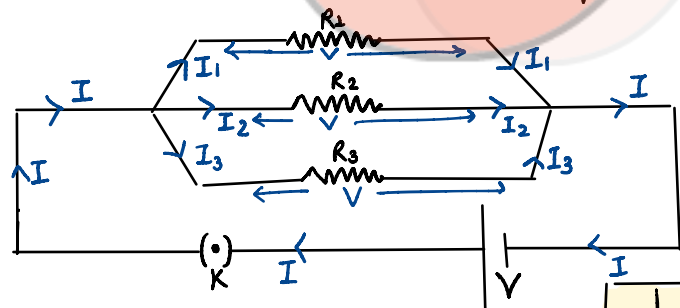 R1
I1 V I1
I R2 I
I2 V I2
I I3 R3 I3
V
K I V I